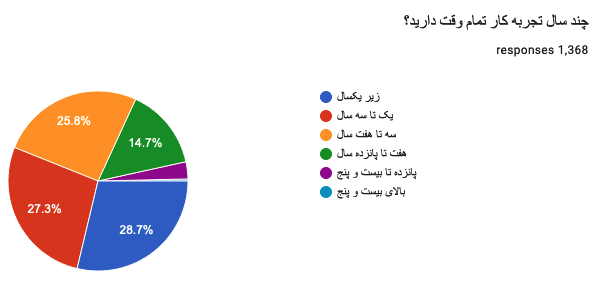 چند سال تجربه کار تمام وقت دارید؟
1,368 responses
زیر یکسال
یک تا سه سال
سه تا هفت سال
هفت تا پانزده سال
پانزده تا بیست و پنج
بالای بیست و پنج
25.8%
14.7%
27.3%
28.7%